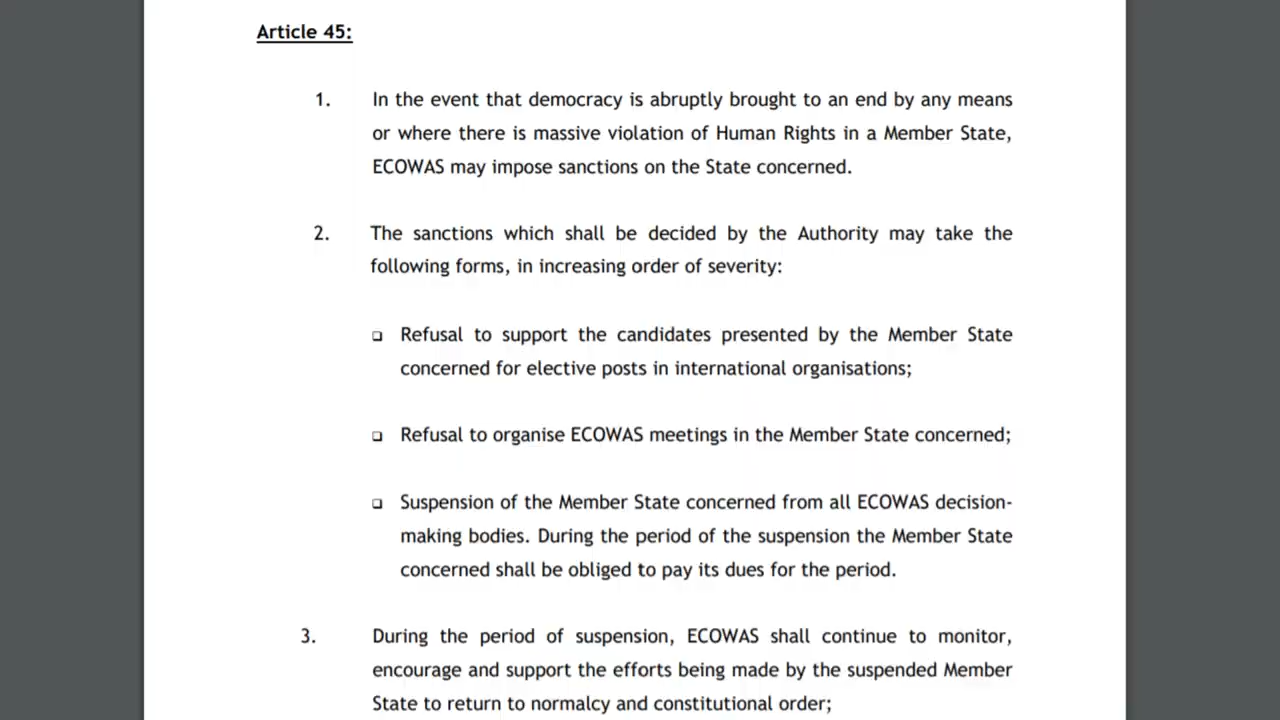 Article 45:
1. In the event that democracy is abruptly brought to an end by any means
or where there is massive violation of Human Rights in a Member State,
ECOWAS may impose sanctions on the State concerned.
2. The sanctions which shall be decided by the Authority may take the
following forms, in increasing order of severity:
❑ Refusal to support the candidates presented by the Member State
concerned for elective posts in international organisations;
❑ Refusal to organise ECOWAS meetings in the Member State concerned;
❑ Suspension of the Member State concerned from all ECOWAS decision-
making bodies. During the period of the suspension the Member State
concerned shall be obliged to pay its dues for the period.
3. During the period of suspension, ECOWAS shall continue to monitor,
encourage and support the efforts being made by the suspended Member
State to return to normalcy and constitutional order;